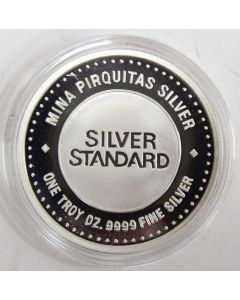 MINA PIRQUITAS SILVER
SILVER
STANDARD
ONE TROY OZ. 9999 FINE SILVER